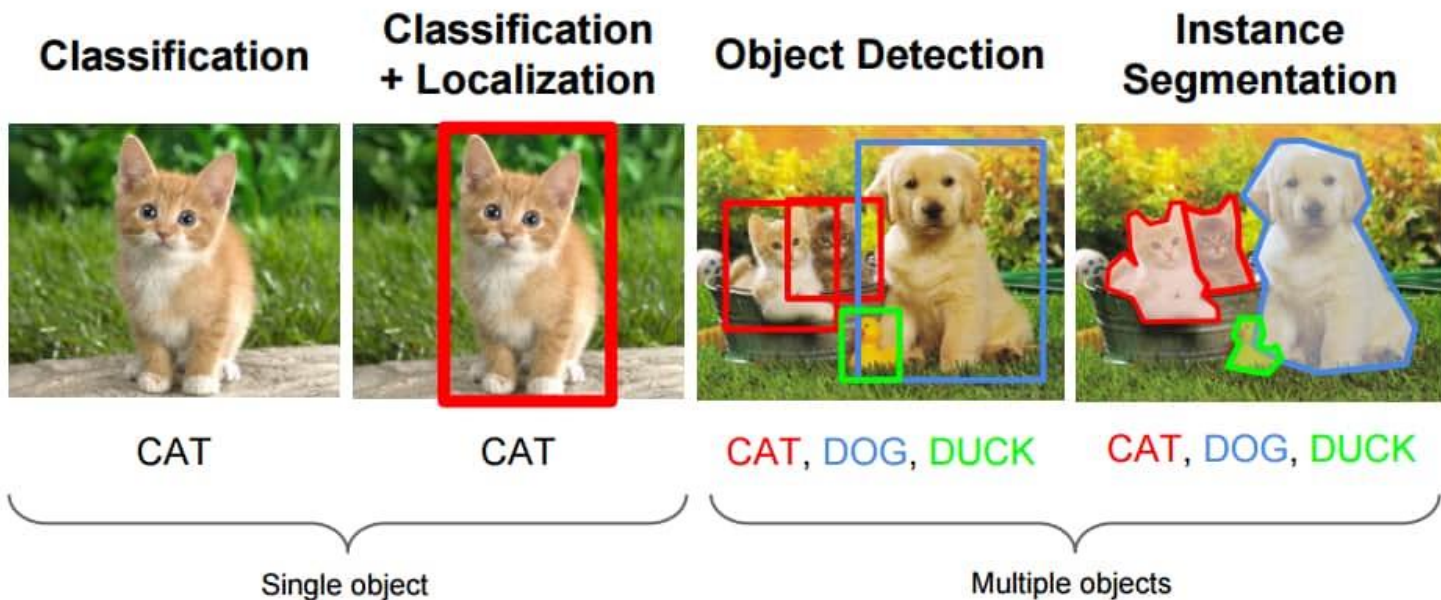 Classification
Classification
+ Localization
Object Detection
Instance
Segmentation
CAT
CAT
CAT, DOG, DUCK
CAT, DOG, DUCK
Single object
Multiple objects